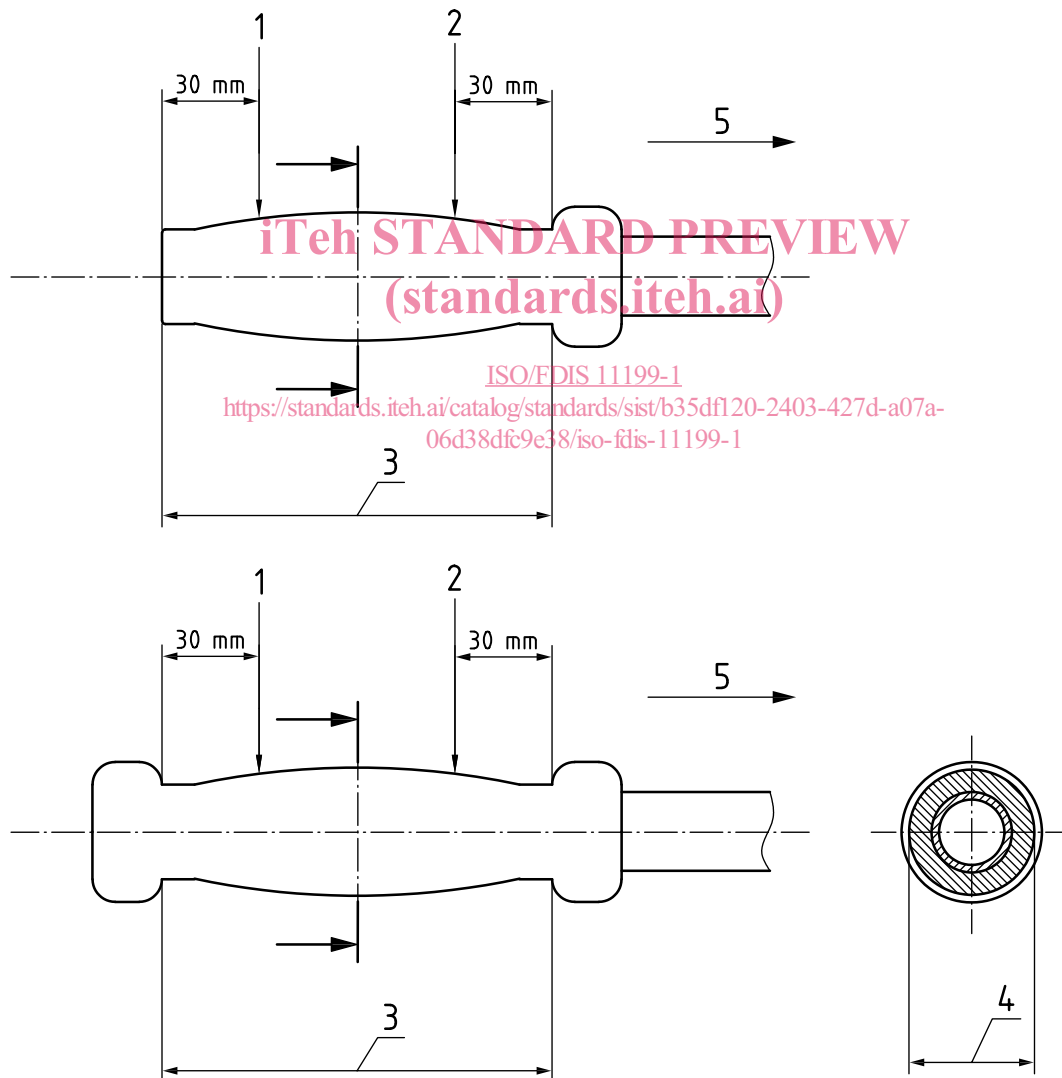 1 2
30 mm 30 mm
5
iTeh STANDARD PREVIEW
(standards.iteh.ai)
ISO/FDIS 11199-1
https://standards.iteh.ai/catalog/standards/sist/b35df120-2403-427d-a07a-
06d38dfc9e38/iso-fdis-11199-1
3
1 2
30 mm 30 mm
5
3
4